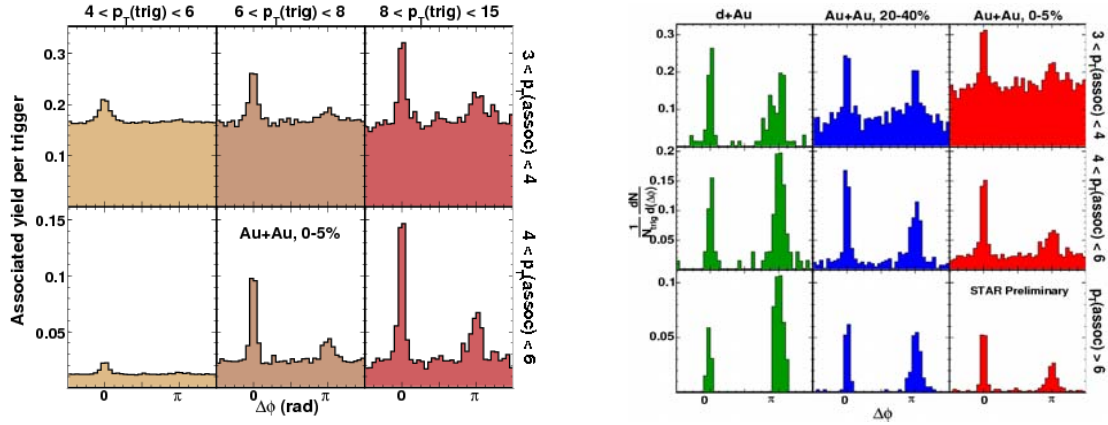 4 < p_T(trig) < 6 6 < p_T(trig) < 8 8 < p_T(trig) < 15
Associated yield per trigger
0.3
0.2
0.1
3 < p_T(assoc) < 4
0.15
0.10
0.05
Au+Au, 0-5%
4 < p_T(assoc) < 6
0 π 0 π 0 π
Δϕ (rad)
d+Au Au+Au, 20-40% Au+Au, 0-5%
0.3
0.2
0.1
3 < p_T(assoc) < 4
1/N_trig dN/d(Δϕ)
0.2
0.15
0.1
0.05
4 < p_T(assoc) < 6
0.1
0.05
STAR Preliminary
p_T(assoc) > 6
0 π 0 π 0 π
Δϕ